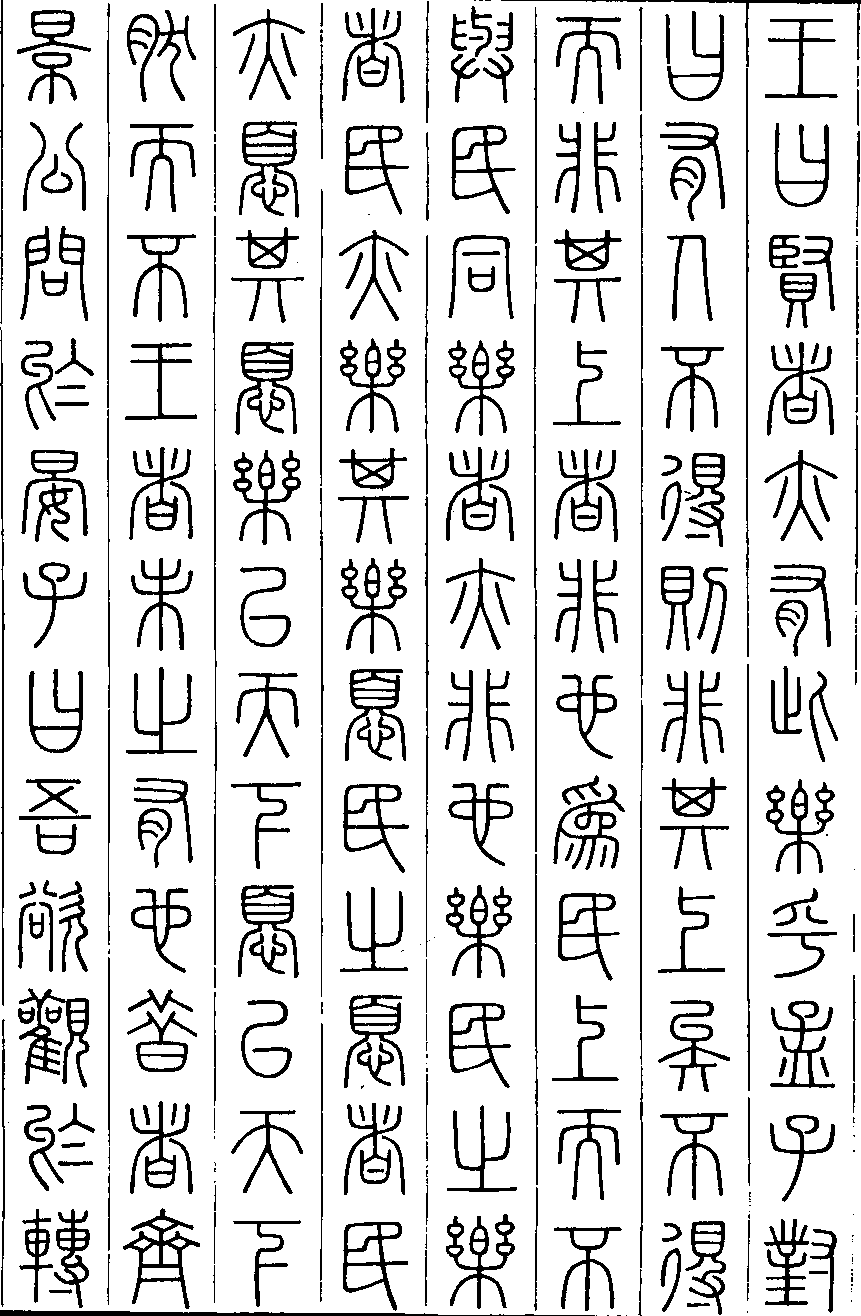 王曰賢者亦有此樂乎孟子對
曰有人不得則非其上矣不得
而非其上者非也為民上而不
與民同樂者亦非也樂民之樂
者民亦樂其樂憂民之憂者民
亦憂其憂樂以天下憂以天下
然而不王者未之有也昔者齊
景公問於晏子曰吾欲觀於轉